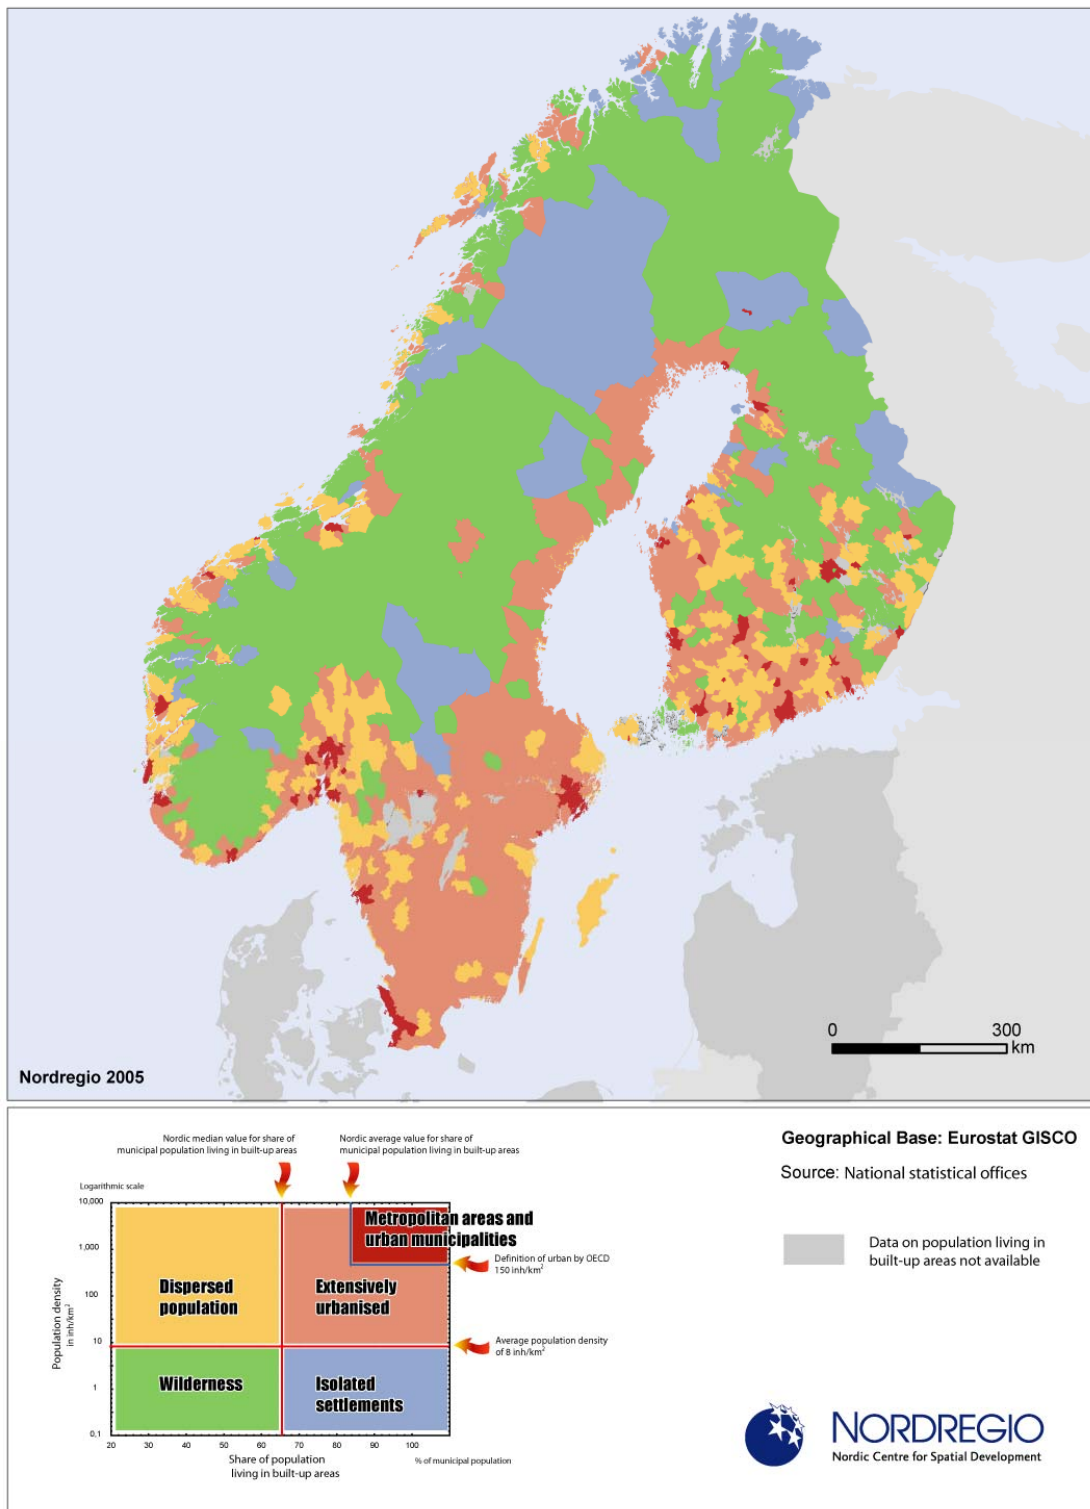 0 300
km
Nordregio 2005
Nordic median value for share of
municipal population living in built-up areas
Nordic average value for share of
municipal population living in built-up areas
Logarithmic scale
10,000
1,000
100
10
1
0,1
Population density
in inh/km²
Metropolitan areas and
urban municipalities
Dispersed
population
Extensively
urbanised
Wilderness
Isolated
settlements
Definition of urban by OECD
150 inh/km²
Average population density
of 8 inh/km²
20 30 40 50 60 70 80 90 100
Share of population
living in built-up areas
% of municipal population
Geographical Base: Eurostat GISCO
Source: National statistical offices
Data on population living in
built-up areas not available
NORDREGIO
Nordic Centre for Spatial Development